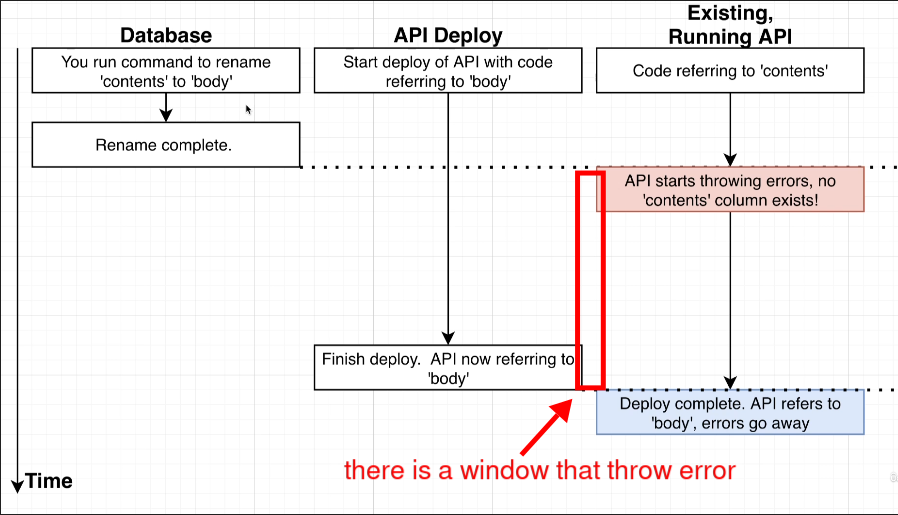 Database
You run command to rename
'contents' to 'body'
Rename complete.
API Deploy
Start deploy of API with code
referring to 'body'
Finish deploy. API now referring to
'body'
Existing,
Running API
Code referring to 'contents'
API starts throwing errors, no
'contents' column exists!
Deploy complete. API refers to
'body', errors go away
there is a window that throw error
Time